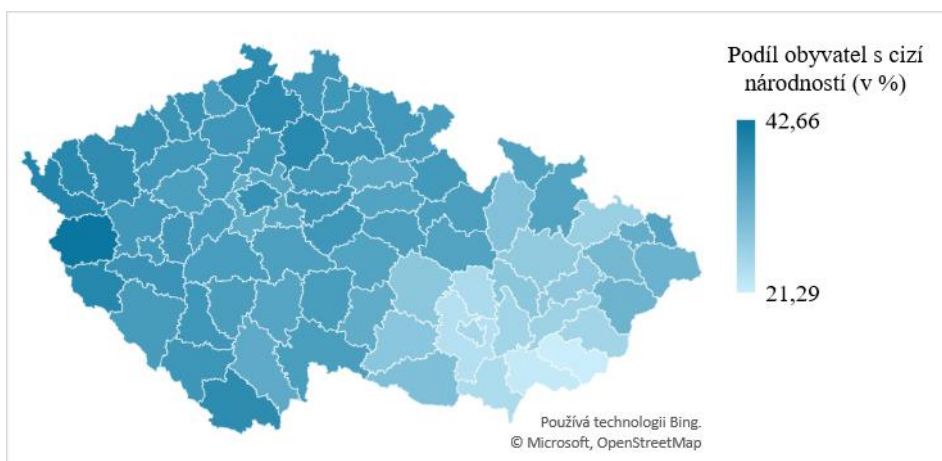 Podíl obyvatel s cizí
národností (v %)
42,66
21,29
Používá technologii Bing.
© Microsoft, OpenStreetMap